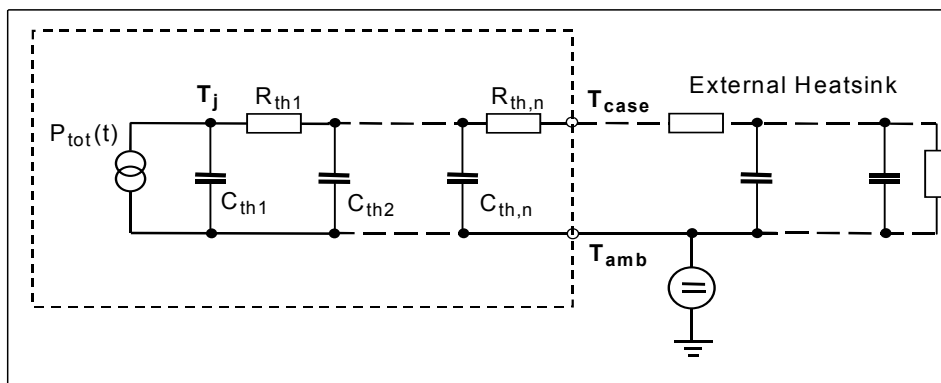 External Heatsink
T_j R_th1 R_th,n T_case
P_tot(t)
C_th1 C_th2 C_th,n
T_amb